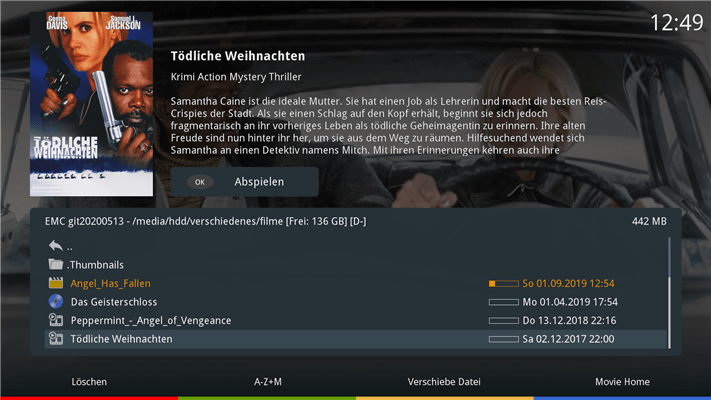 Geena Samuel L.
DAVIS JACKSON
12:49
TÖDLICHE
WEIHNACHTEN
Tödliche Weihnachten
Krimi Action Mystery Thriller
Samantha Caine ist die ideale Mutter. Sie hat einen Job als Lehrerin und macht die besten Reis-
Crispies der Stadt. Als sie einen Schlag auf den Kopf erhält, beginnt sie sich jedoch
fragmentarisch an ihr vorheriges Leben als tödliche Geheimagentin zu erinnern. Ihre alten
Freude sind nun hinter ihr her, um sie aus dem Weg zu räumen. Hilfesuchend wendet sich
Samantha an einen Detektiv namens Mitch. Mit ihren Erinnerungen kehren auch ihre
OK Abspielen
EMC git20200513 - /media/hdd/verschiedenes/filme [Frei: 136 GB] [D-] 442 MB
..
.Thumbnails
Angel_Has_Fallen So 01.09.2019 12:54
Das Geisterschloss Mo 01.04.2019 17:54
Peppermint_-_Angel_of_Vengeance Do 13.12.2018 22:16
Tödliche Weihnachten Sa 02.12.2017 22:00
Löschen A-Z+M Verschiebe Datei Movie Home